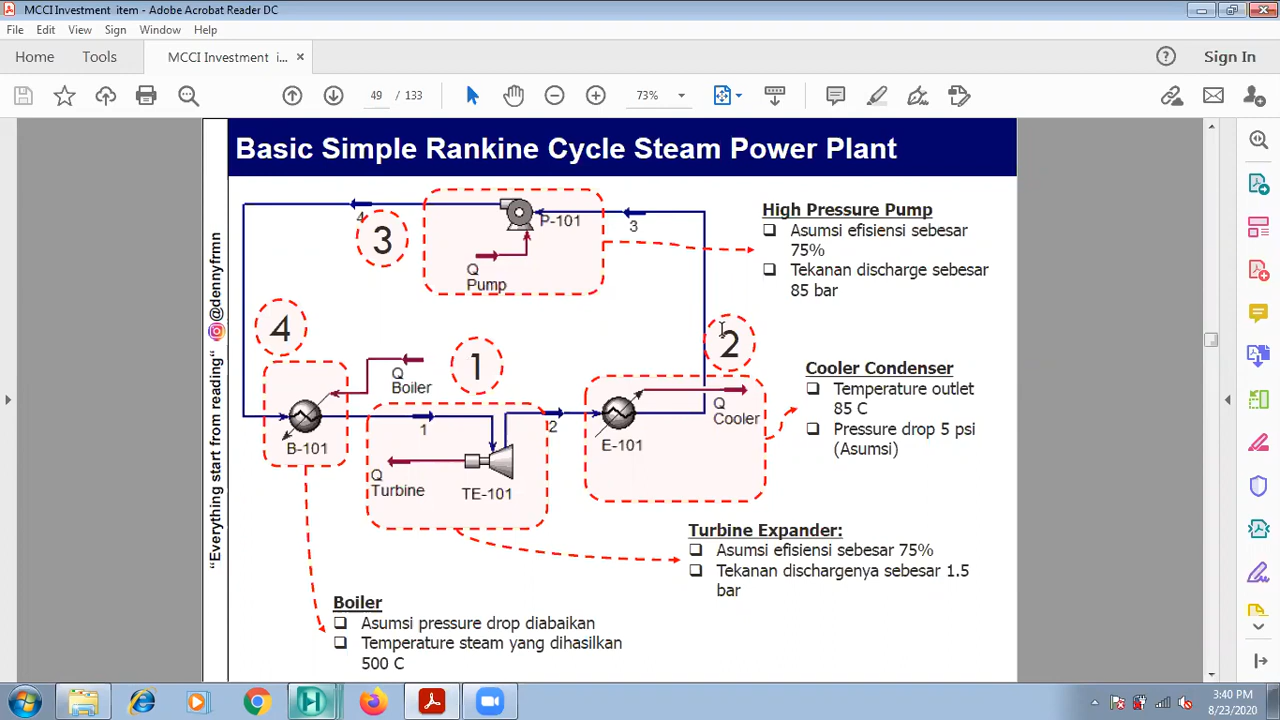 MCCI Investment item - Adobe Acrobat Reader DC
File Edit View Sign Window Help
Home Tools MCCI Investment i... × Sign In
49 / 133 73%
Basic Simple Rankine Cycle Steam Power Plant
"Everything start from reading" @dennyfrmn
4
3
P-101
3
Q
Pump
High Pressure Pump
Asumsi efisiensi sebesar
75%
Tekanan discharge sebesar
85 bar
4
1
2
Q
Boiler
B-101
1
Q
Turbine
TE-101
2
E-101
Q
Cooler
Cooler Condenser
Temperature outlet
85 C
Pressure drop 5 psi
(Asumsi)
Turbine Expander:
Asumsi efisiensi sebesar 75%
Tekanan dischargenya sebesar 1.5
bar
Boiler
Asumsi pressure drop diabaikan
Temperature steam yang dihasilkan
500 C
3:40 PM
8/23/2020